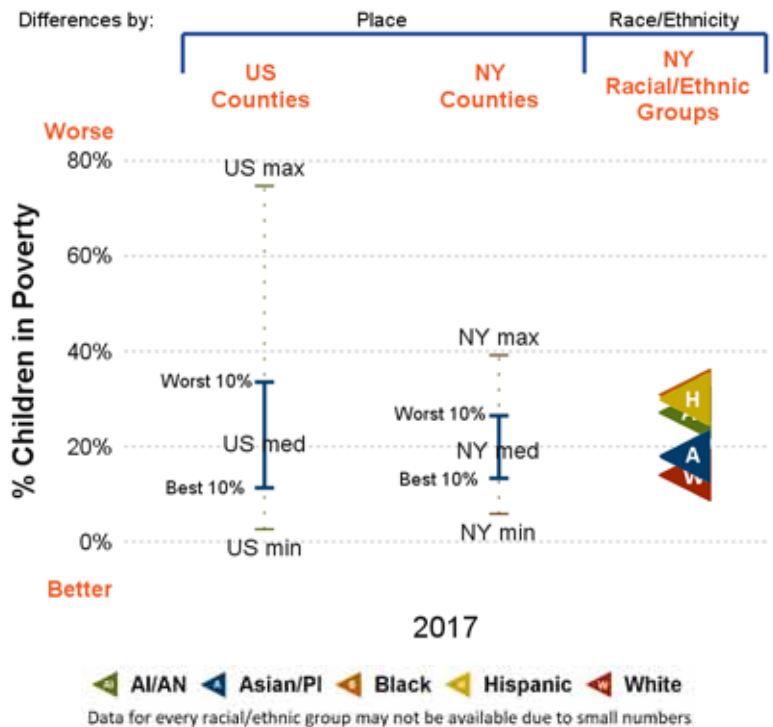 Differences by: Place Race/Ethnicity
US Counties
NY Counties
NY Racial/Ethnic Groups
Worse
% Children in Poverty
80%
60%
40%
20%
0%
US max
Worst 10%
US med
Best 10%
US min
NY max
Worst 10%
NY med
Best 10%
NY min
H
A
W
Better
2017
AI/AN Asian/PI Black Hispanic White
Data for every racial/ethnic group may not be available due to small numbers